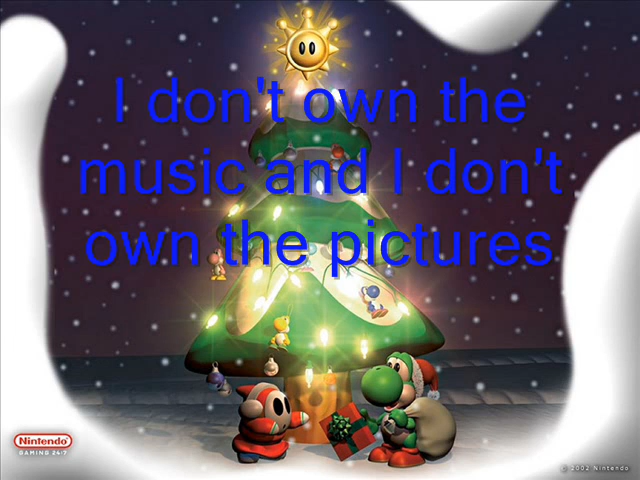 I don't own the
music and I don't
own the pictures
Nintendo
GAMING 24/7
© 2002 Nintendo